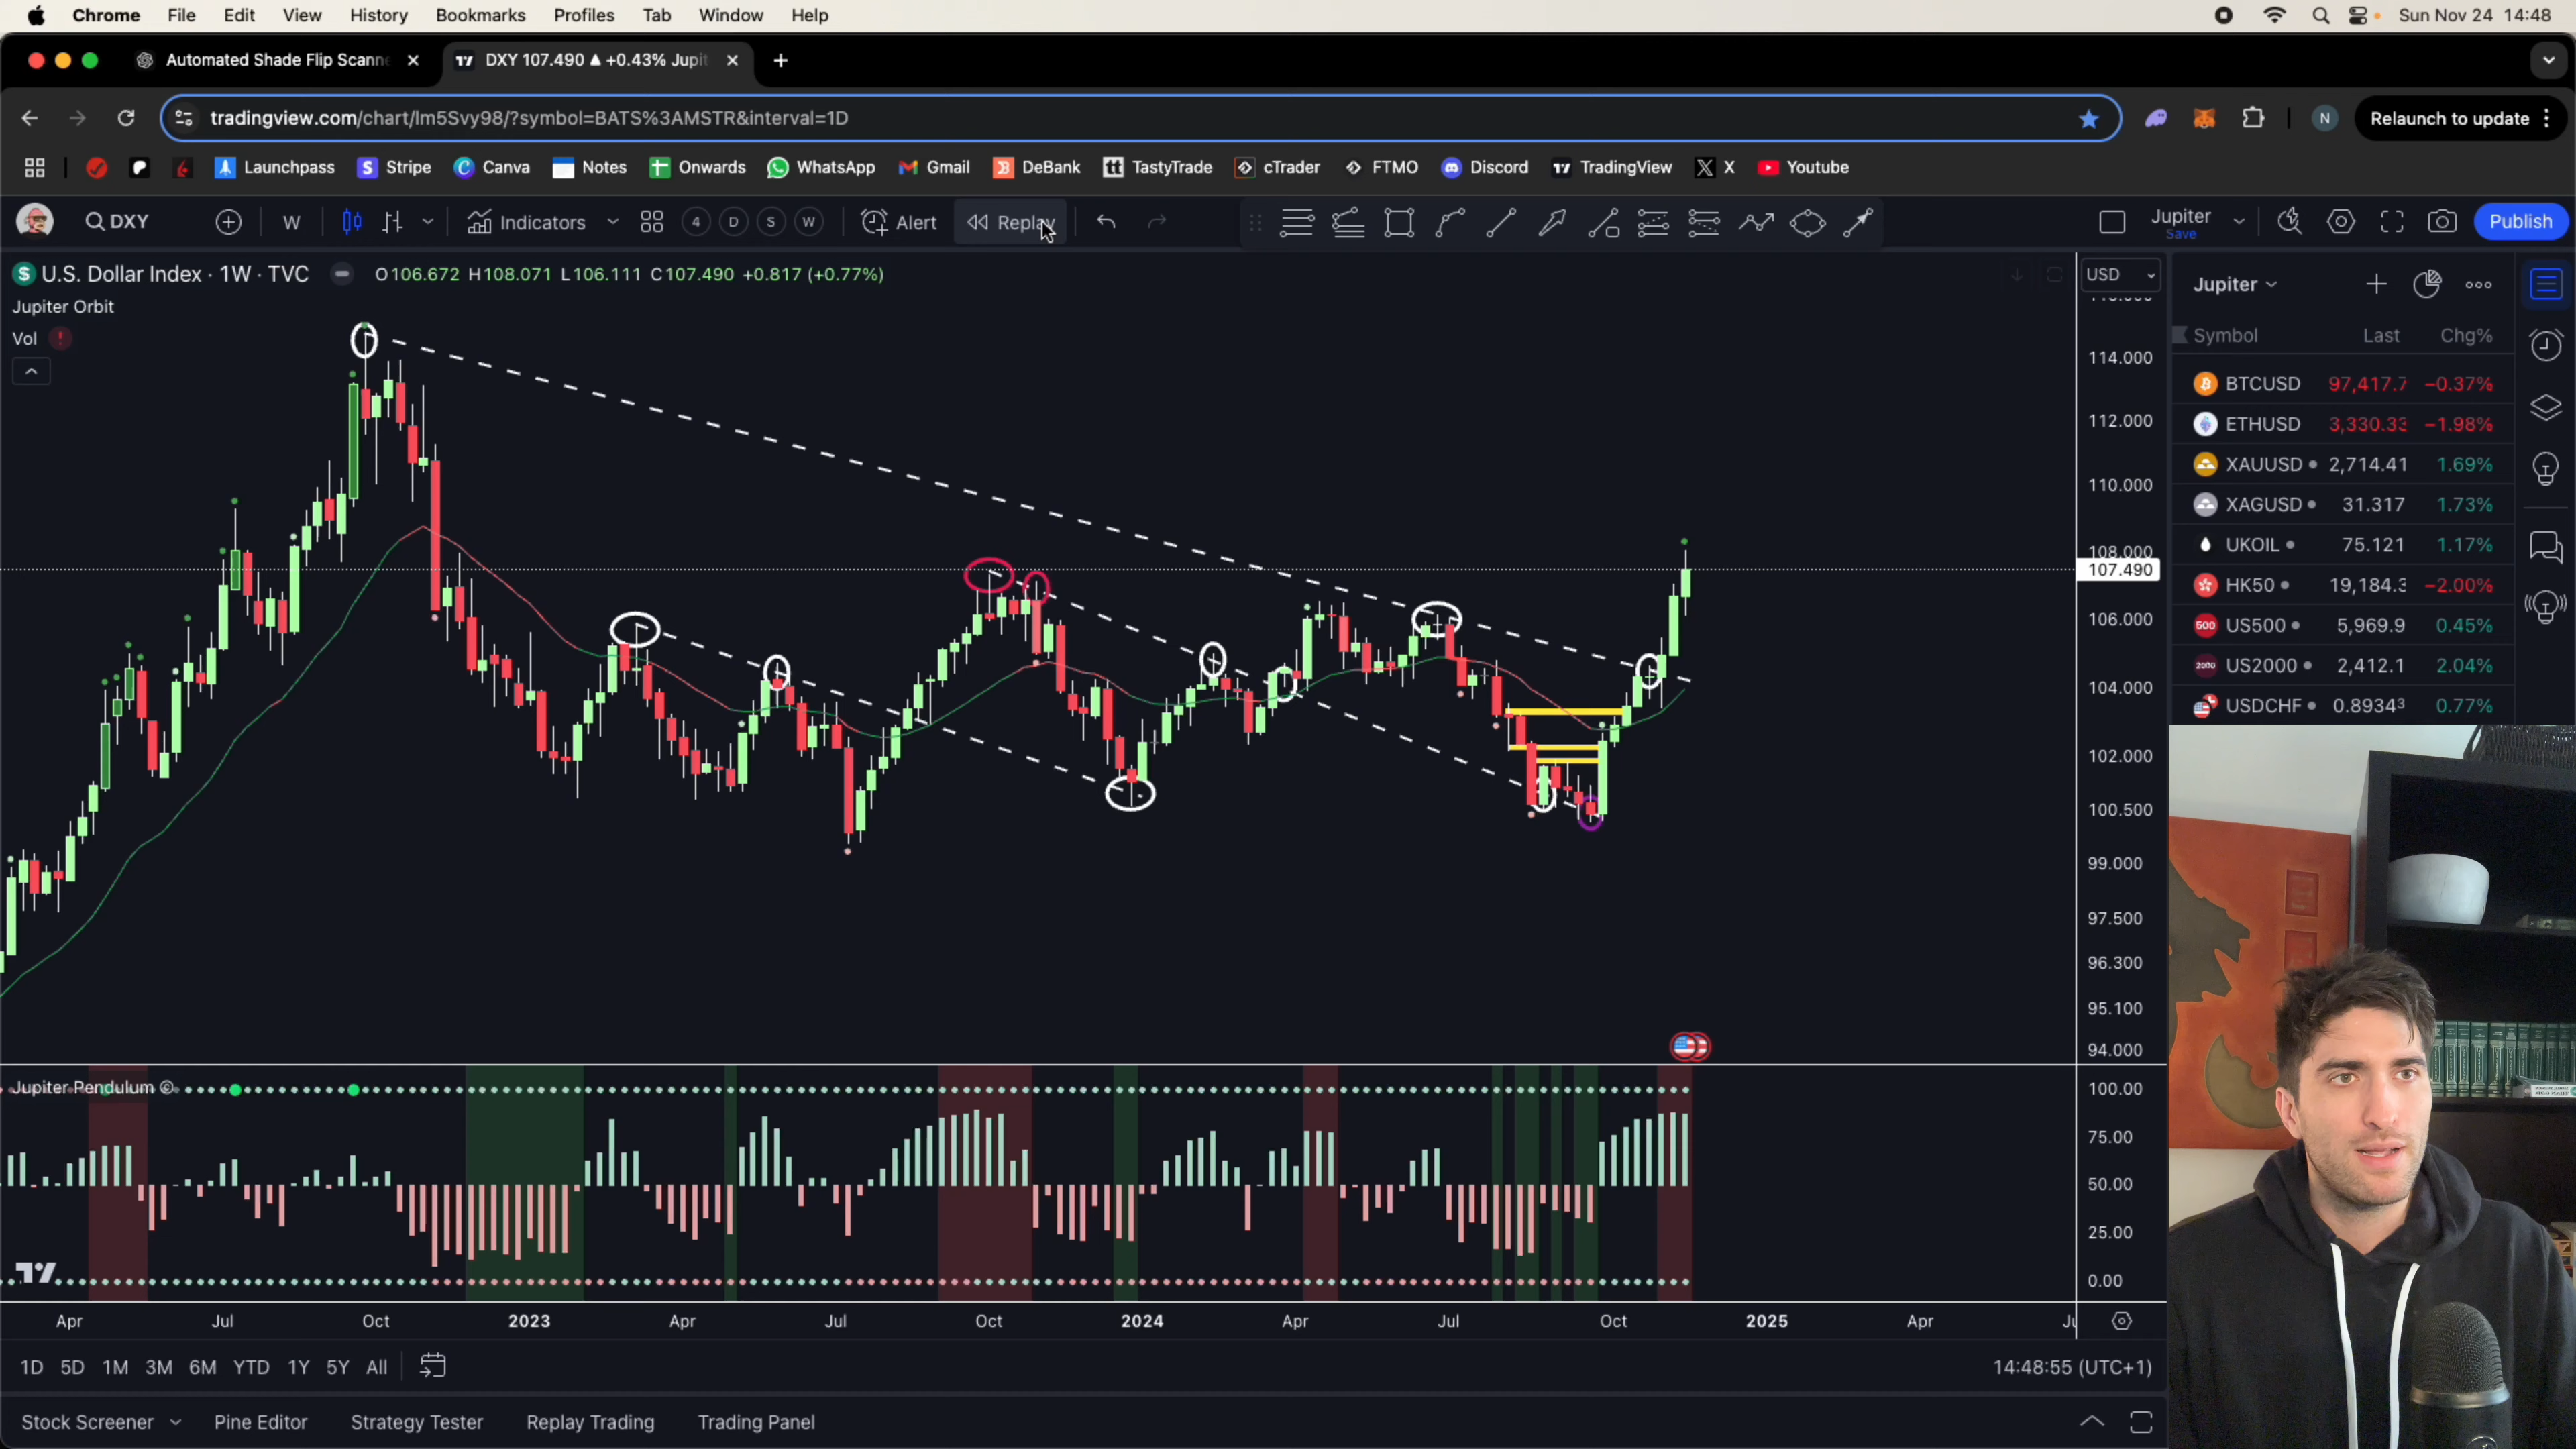 Chrome File Edit View History Bookmarks Profiles Tab Window Help Sun Nov 24 14:48
Automated Shade Flip Scann DXY 107.490 ▲ +0.43% Jupit
tradingview.com/chart/lm5Svy98/?symbol=BATS%3AMSTR&interval=1D N Relaunch to update
Launchpass Stripe Canva Notes Onwards WhatsApp Gmail DeBank TastyTrade cTrader FTMO Discord TradingView X Youtube
DXY W Indicators 4 D S W Alert Replay Jupiter Save Publish
U.S. Dollar Index · 1W · TVC O106.672 H108.071 L106.111 C107.490 +0.817 (+0.77%) USD
Jupiter Orbit
Vol
114.000
112.000
110.000
108.000
107.490
106.000
104.000
102.000
100.500
99.000
97.500
96.300
95.100
94.000
Jupiter
Symbol Last Chg%
BTCUSD 97,417.7 −0.37%
ETHUSD 3,330.33 −1.98%
XAUUSD 2,714.41 1.69%
XAGUSD 31.317 1.73%
UKOIL 75.121 1.17%
HK50 19,184.3 −2.00%
US500 5,969.9 0.45%
US2000 2,412.1 2.04%
USDCHF 0.89343 0.77%
Jupiter Pendulum ©
100.00
75.00
50.00
25.00
0.00
Apr Jul Oct 2023 Apr Jul Oct 2024 Apr Jul Oct 2025 Apr
1D 5D 1M 3M 6M YTD 1Y 5Y All 14:48:55 (UTC+1)
Stock Screener Pine Editor Strategy Tester Replay Trading Trading Panel